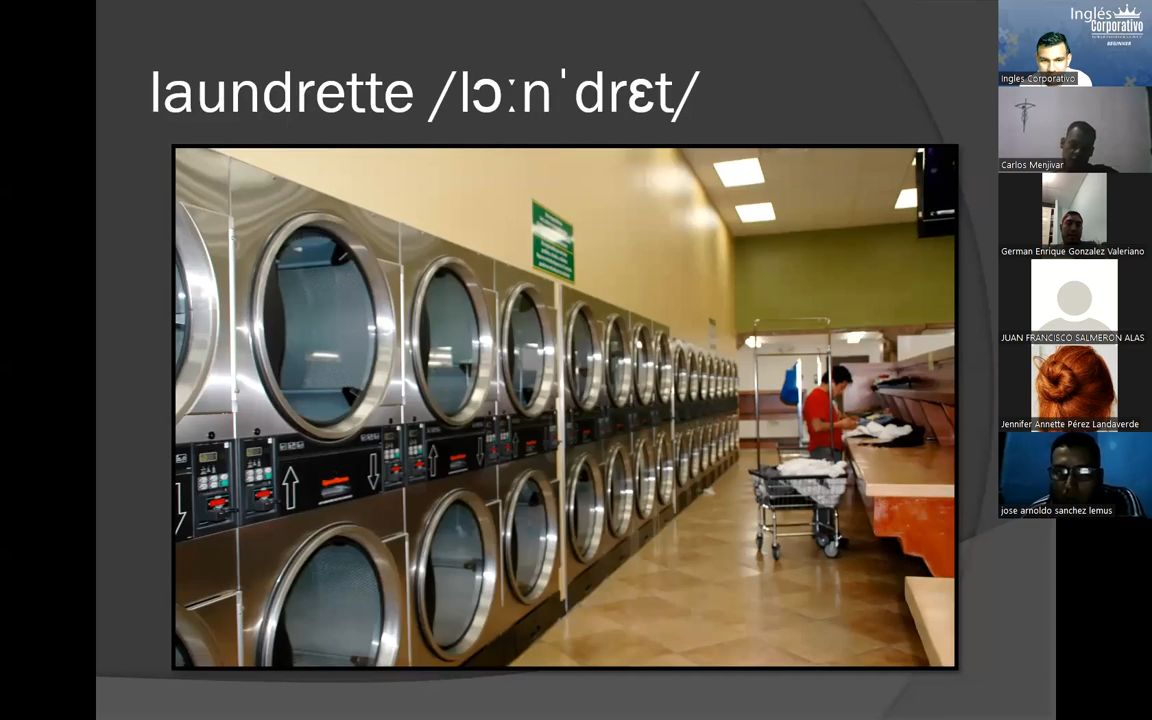 laundrette /lɔːnˈdrɛt/
Inglés
Corporativo
BEGINNER
Ingles Corporativo
Carlos Menjivar
German Enrique Gonzalez Valeriano
JUAN FRANCISCO SALMERON ALAS
Jennifer Annette Pérez Landaverde
jose arnoldo sanchez lemus